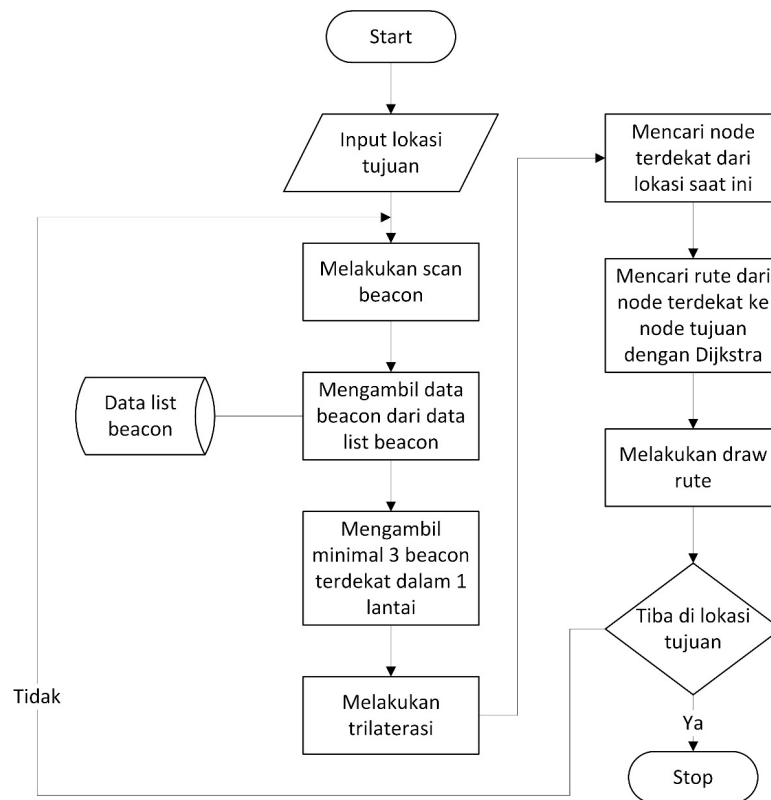 Start
Input lokasi
tujuan
Melakukan scan
beacon
Data list
beacon
Mengambil data
beacon dari data
list beacon
Mengambil
minimal 3 beacon
terdekat dalam 1
lantai
Melakukan
trilaterasi
Mencari node
terdekat dari
lokasi saat ini
Mencari rute dari
node terdekat ke
node tujuan
dengan Dijkstra
Melakukan draw
rute
Tiba di lokasi
tujuan
Tidak
Ya
Stop